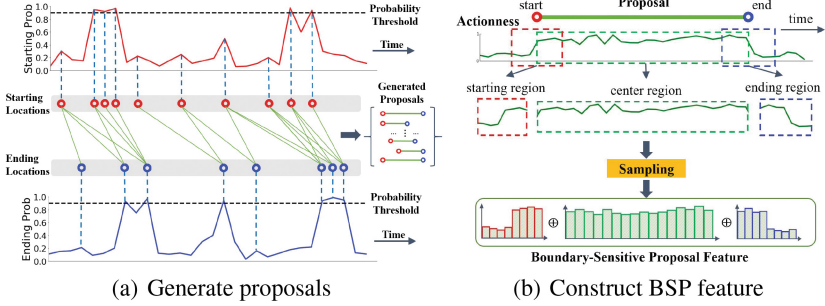 Starting Prob
1.0
0.8
0.6
0.4
0.2
0.0
Probability
Threshold
Time
Starting
Locations
Generated
Proposals
... ⋮ ...
Ending
Locations
Ending Prob
1.0
0.8
0.6
0.4
0.2
0.0
Probability
Threshold
Time
(a) Generate proposals
start
Proposal
end
Actionness
time
1
0
starting region
center region
ending region
Sampling
⊕
⊕
Boundary-Sensitive Proposal Feature
(b) Construct BSP feature